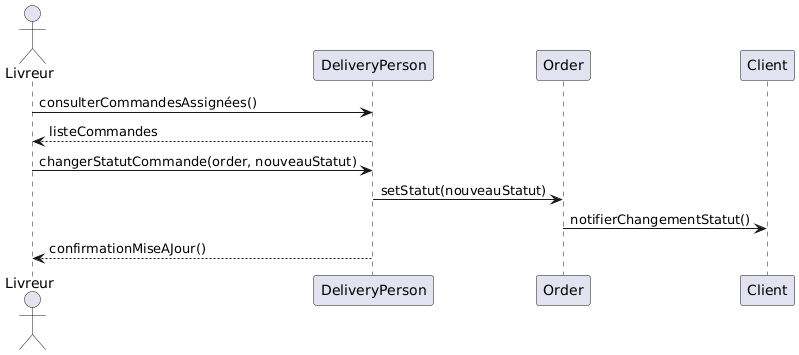 Livreur
DeliveryPerson
Order
Client
consulterCommandesAssignées()
listeCommandes
changerStatutCommande(order, nouveauStatut)
setStatut(nouveauStatut)
notifierChangementStatut()
confirmationMiseAJour()
Livreur
DeliveryPerson
Order
Client